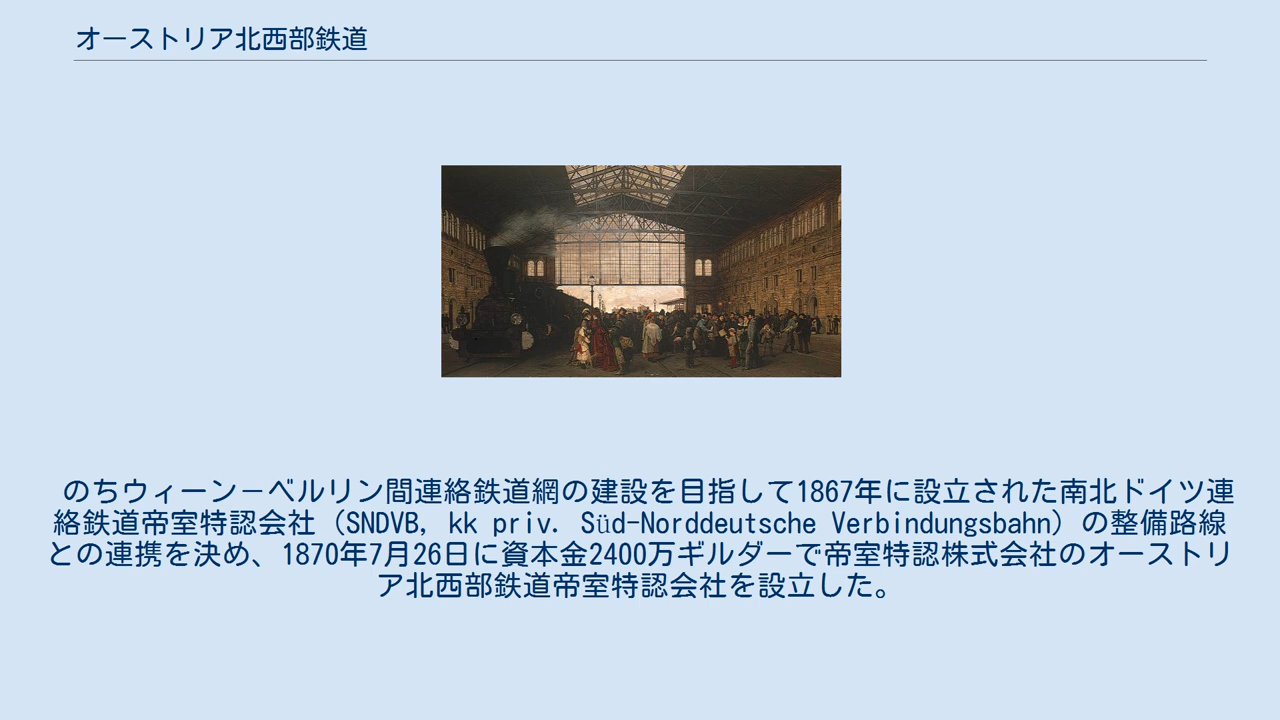 オーストリア北西部鉄道
のちウィーン－ベルリン間連絡鉄道網の建設を目指して1867年に設立された南北ドイツ連
絡鉄道帝室特認会社（SNDVB, kk priv. Süd-Norddeutsche Verbindungsbahn）の整備路線
との連携を決め、1870年7月26日に資本金2400万ギルダーで帝室特認株式会社のオーストリ
ア北西部鉄道帝室特認会社を設立した。